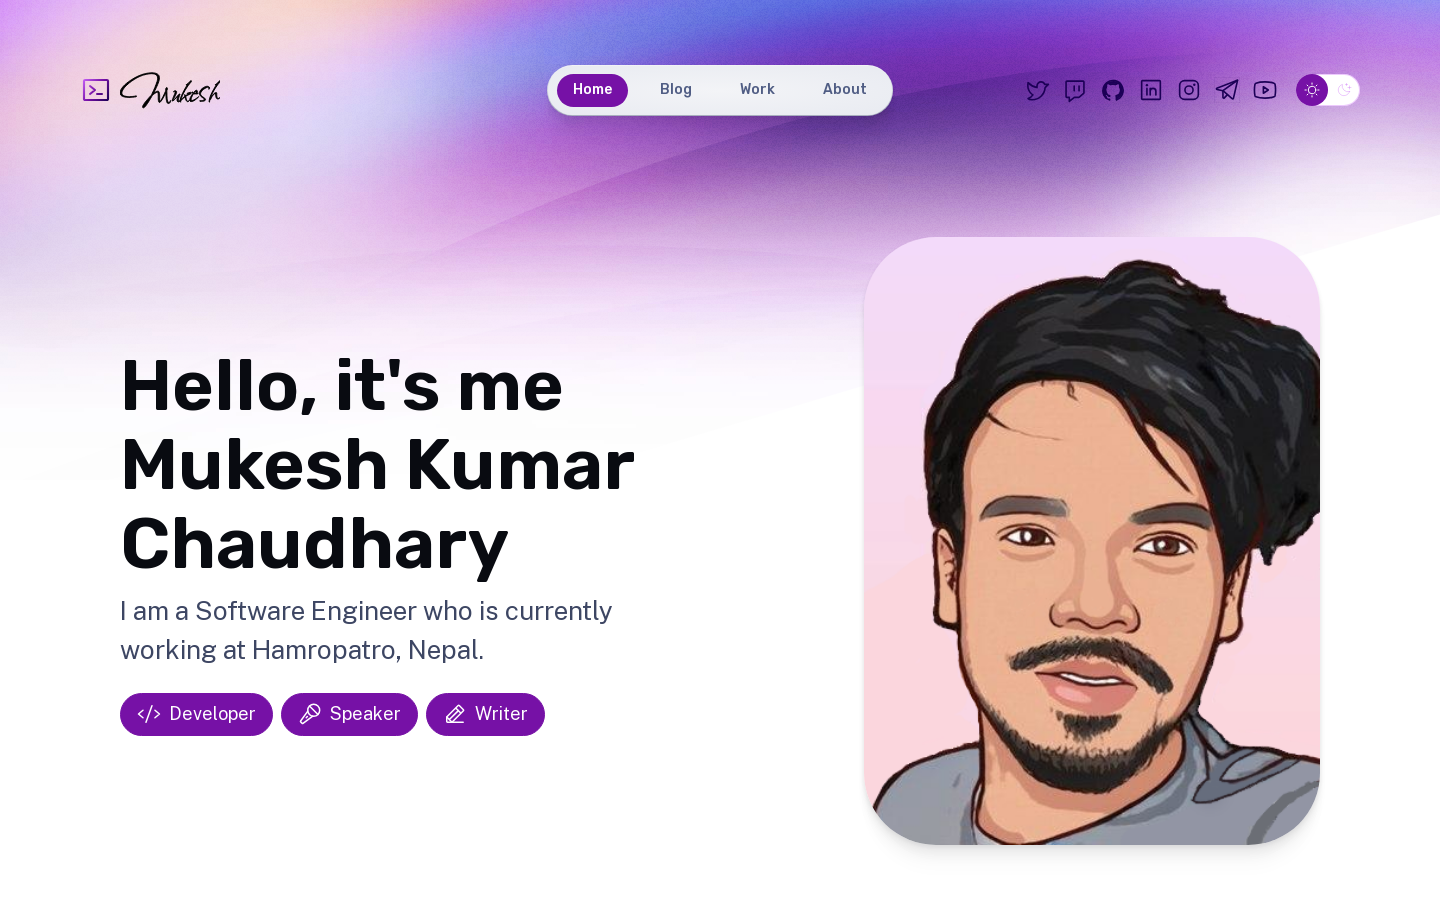 Mukesh
Home Blog Work About
Hello, it's me
Mukesh Kumar
Chaudhary
I am a Software Engineer who is currently
working at Hamropatro, Nepal.
Developer Speaker Writer